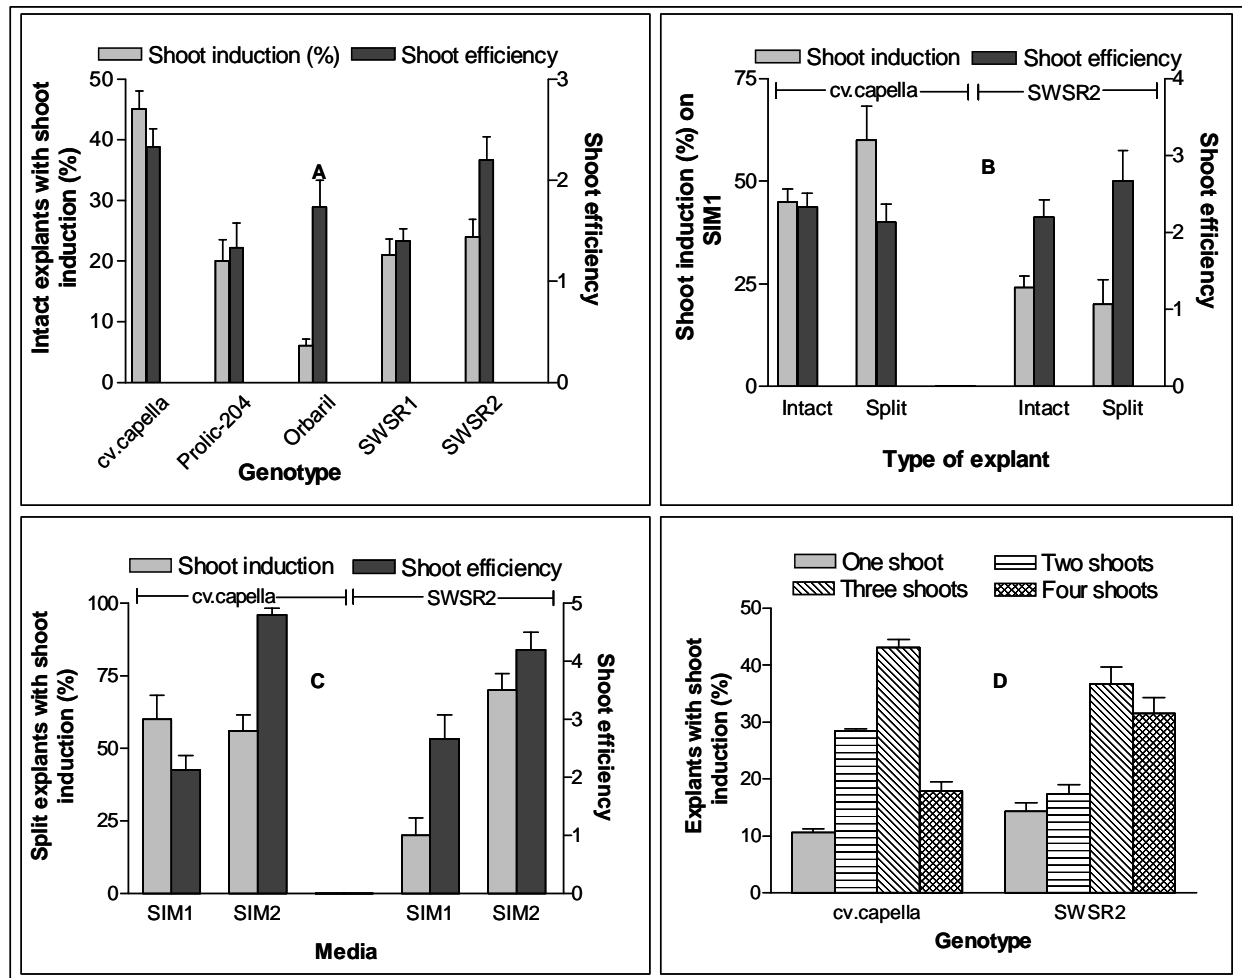 Shoot induction (%) Shoot efficiency
50
40
30
20
10
0
3
2
1
0
Intact explants with shoot
induction (%)
Shoot efficiency
A
cv.capella
Prolic-204
Orbaril
SWSR1
SWSR2
Genotype
Shoot induction Shoot efficiency
cv.capella SWSR2
75
50
25
0
4
3
2
1
0
Shoot induction (%) on
SIM1
Shoot efficiency
B
Intact Split Intact Split
Type of explant
Shoot induction Shoot efficiency
cv.capella SWSR2
100
75
50
25
0
5
4
3
2
1
0
Split explants with shoot
induction (%)
Shoot efficiency
C
SIM1 SIM2 SIM1 SIM2
Media
One shoot Two shoots
Three shoots Four shoots
50
40
30
20
10
0
Explants with shoot
induction (%)
D
cv.capella SWSR2
Genotype